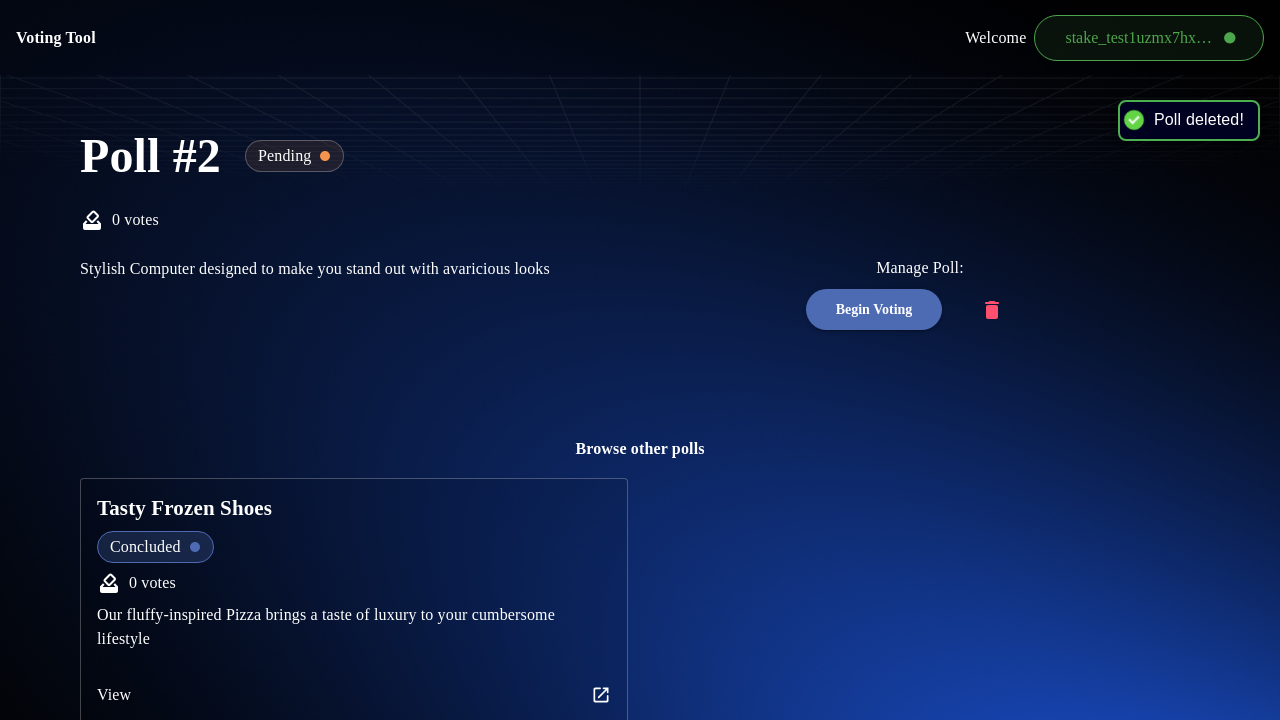 Voting Tool
Welcome
stake_test1uzmx7hx…
Poll deleted!
Poll #2
Pending
0 votes
Stylish Computer designed to make you stand out with avaricious looks
Manage Poll:
Begin Voting
Browse other polls
Tasty Frozen Shoes
Concluded
0 votes
Our fluffy-inspired Pizza brings a taste of luxury to your cumbersome
lifestyle
View